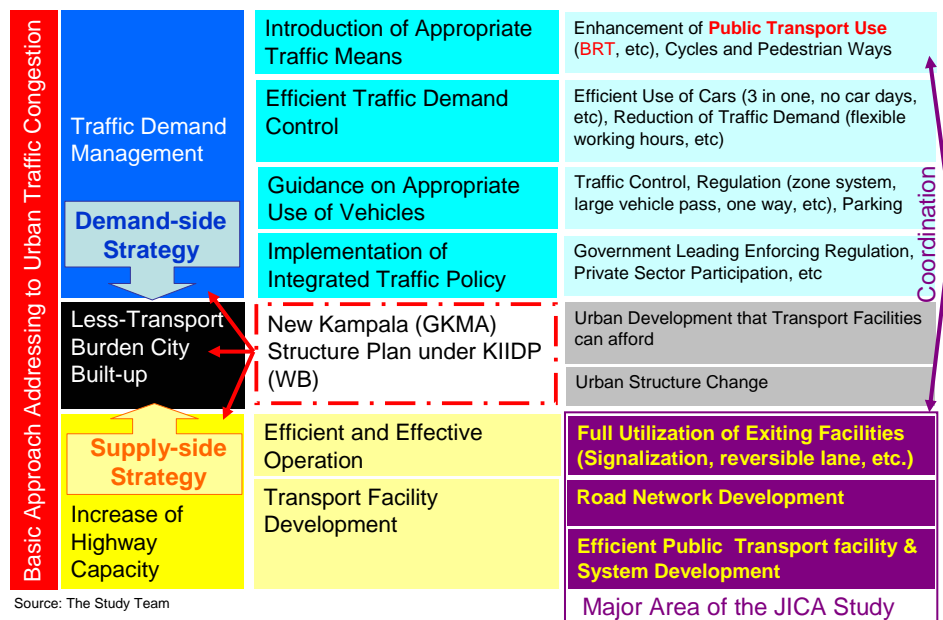 Basic Approach Addressing to Urban Traffic Congestion
Traffic Demand
Management
Demand-side
Strategy
Less-Transport
Burden City
Built-up
Supply-side
Strategy
Increase of
Highway
Capacity
Introduction of Appropriate
Traffic Means
Efficient Traffic Demand
Control
Guidance on Appropriate
Use of Vehicles
Implementation of
Integrated Traffic Policy
New Kampala (GKMA)
Structure Plan under KIIDP
(WB)
Efficient and Effective
Operation
Transport Facility
Development
Enhancement of Public Transport Use
(BRT, etc), Cycles and Pedestrian Ways
Efficient Use of Cars (3 in one, no car days,
etc), Reduction of Traffic Demand (flexible
working hours, etc)
Traffic Control, Regulation (zone system,
large vehicle pass, one way, etc), Parking
Government Leading Enforcing Regulation,
Private Sector Participation, etc
Urban Development that Transport Facilities
can afford
Urban Structure Change
Full Utilization of Exiting Facilities
(Signalization, reversible lane, etc.)
Road Network Development
Efficient Public Transport facility &
System Development
Coordination
Major Area of the JICA Study
Source: The Study Team